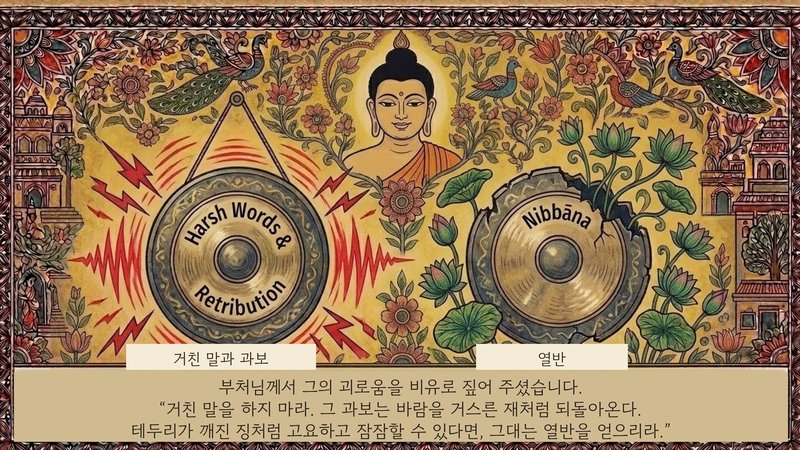 Harsh Words &
Retribution
Nibbāna
거친 말과 과보
열반
부처님께서 그의 괴로움을 비유로 짚어 주셨습니다.
“거친 말을 하지 마라. 그 과보는 바람을 거스른 재처럼 되돌아온다.
테두리가 깨진 징처럼 고요하고 잠잠할 수 있다면, 그대는 열반을 얻으리라.”